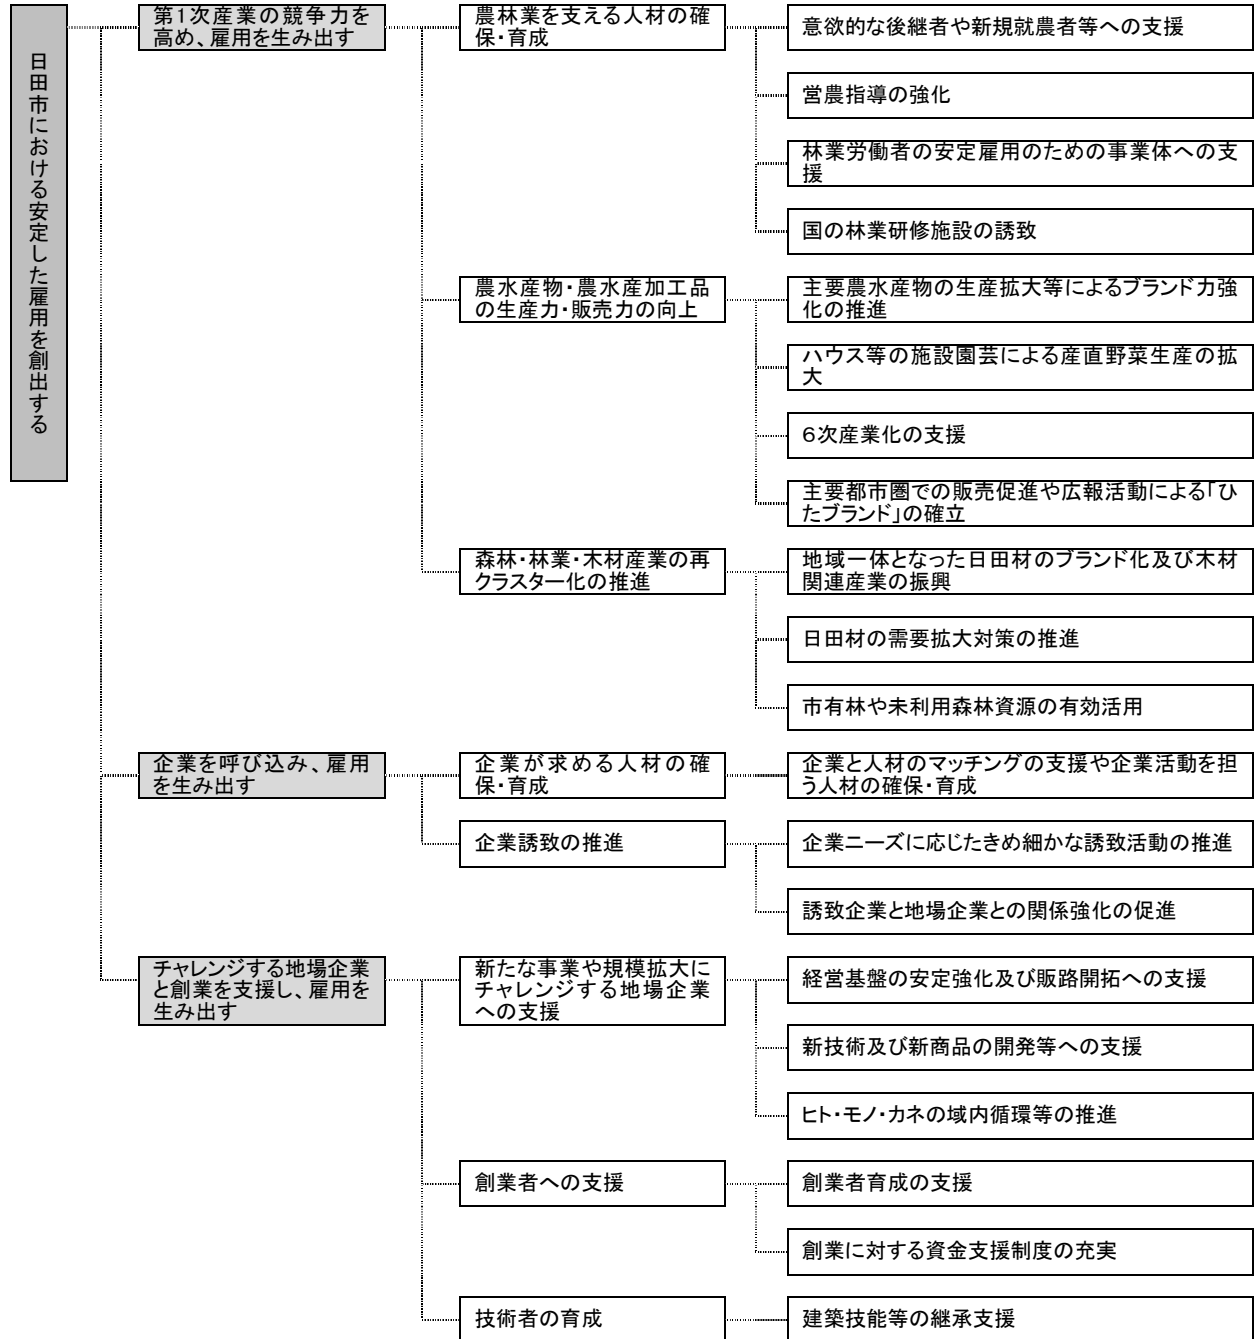 日田市における安定した雇用を創出する
第1次産業の競争力を
高め、雇用を生み出す
農林業を支える人材の確
保・育成
意欲的な後継者や新規就農者等への支援
営農指導の強化
林業労働者の安定雇用のための事業体への支
援
国の林業研修施設の誘致
農水産物・農水産加工品
の生産力・販売力の向上
主要農水産物の生産拡大等によるブランド力強
化の推進
ハウス等の施設園芸による産直野菜生産の拡
大
６次産業化の支援
主要都市圏での販売促進や広報活動による「ひ
たブランド」の確立
森林・林業・木材産業の再
クラスター化の推進
地域一体となった日田材のブランド化及び木材
関連産業の振興
日田材の需要拡大対策の推進
市有林や未利用森林資源の有効活用
企業を呼び込み、雇用
を生み出す
企業が求める人材の確
保・育成
企業と人材のマッチングの支援や企業活動を担
う人材の確保・育成
企業誘致の推進
企業ニーズに応じたきめ細かな誘致活動の推進
誘致企業と地場企業との関係強化の促進
チャレンジする地場企業
と創業を支援し、雇用を
生み出す
新たな事業や規模拡大に
チャレンジする地場企業
への支援
経営基盤の安定強化及び販路開拓への支援
新技術及び新商品の開発等への支援
ヒト・モノ・カネの域内循環等の推進
創業者への支援
創業者育成の支援
創業に対する資金支援制度の充実
技術者の育成
建築技能等の継承支援